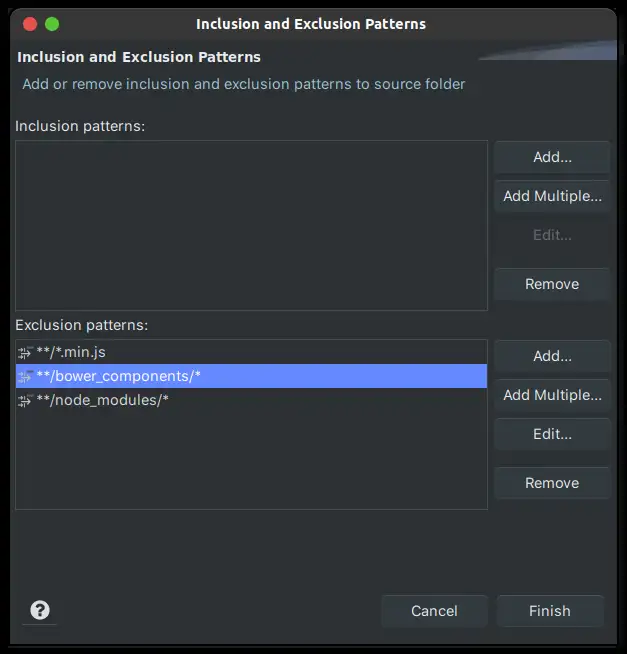 Inclusion and Exclusion Patterns
Inclusion and Exclusion Patterns
Add or remove inclusion and exclusion patterns to source folder
Inclusion patterns:
Add...
Add Multiple...
Edit...
Remove
Exclusion patterns:
**/*.min.js
**/bower_components/*
**/node_modules/*
Add...
Add Multiple...
Edit...
Remove
?
Cancel
Finish